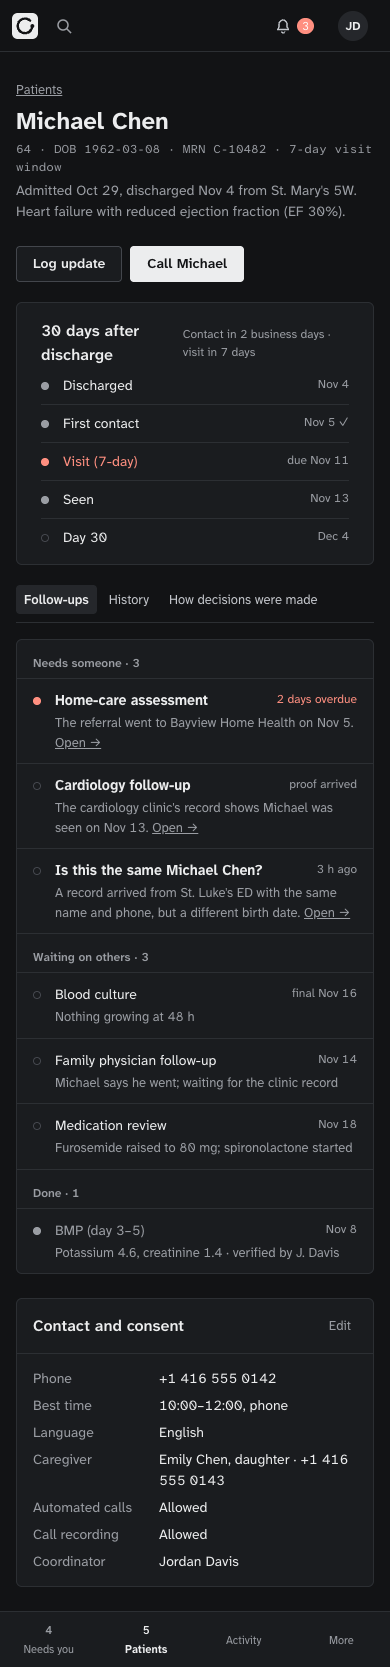 3
JD
Patients
Michael Chen
64 · DOB 1962-03-08 · MRN C-10482 · 7-day visit
window
Admitted Oct 29, discharged Nov 4 from St. Mary's 5W.
Heart failure with reduced ejection fraction (EF 30%).
Log update
Call Michael
30 days after
discharge
Contact in 2 business days ·
visit in 7 days
Discharged Nov 4
First contact Nov 5 ✓
Visit (7-day) due Nov 11
Seen Nov 13
Day 30 Dec 4
Follow-ups History How decisions were made
Needs someone · 3
Home-care assessment 2 days overdue
The referral went to Bayview Home Health on Nov 5.
Open →
Cardiology follow-up proof arrived
The cardiology clinic's record shows Michael was
seen on Nov 13. Open →
Is this the same Michael Chen? 3 h ago
A record arrived from St. Luke's ED with the same
name and phone, but a different birth date. Open →
Waiting on others · 3
Blood culture final Nov 16
Nothing growing at 48 h
Family physician follow-up Nov 14
Michael says he went; waiting for the clinic record
Medication review Nov 18
Furosemide raised to 80 mg; spironolactone started
Done · 1
BMP (day 3–5) Nov 8
Potassium 4.6, creatinine 1.4 · verified by J. Davis
Contact and consent Edit
Phone +1 416 555 0142
Best time 10:00–12:00, phone
Language English
Caregiver Emily Chen, daughter · +1 416
555 0143
Automated calls Allowed
Call recording Allowed
Coordinator Jordan Davis
4 5
Needs you Patients Activity More